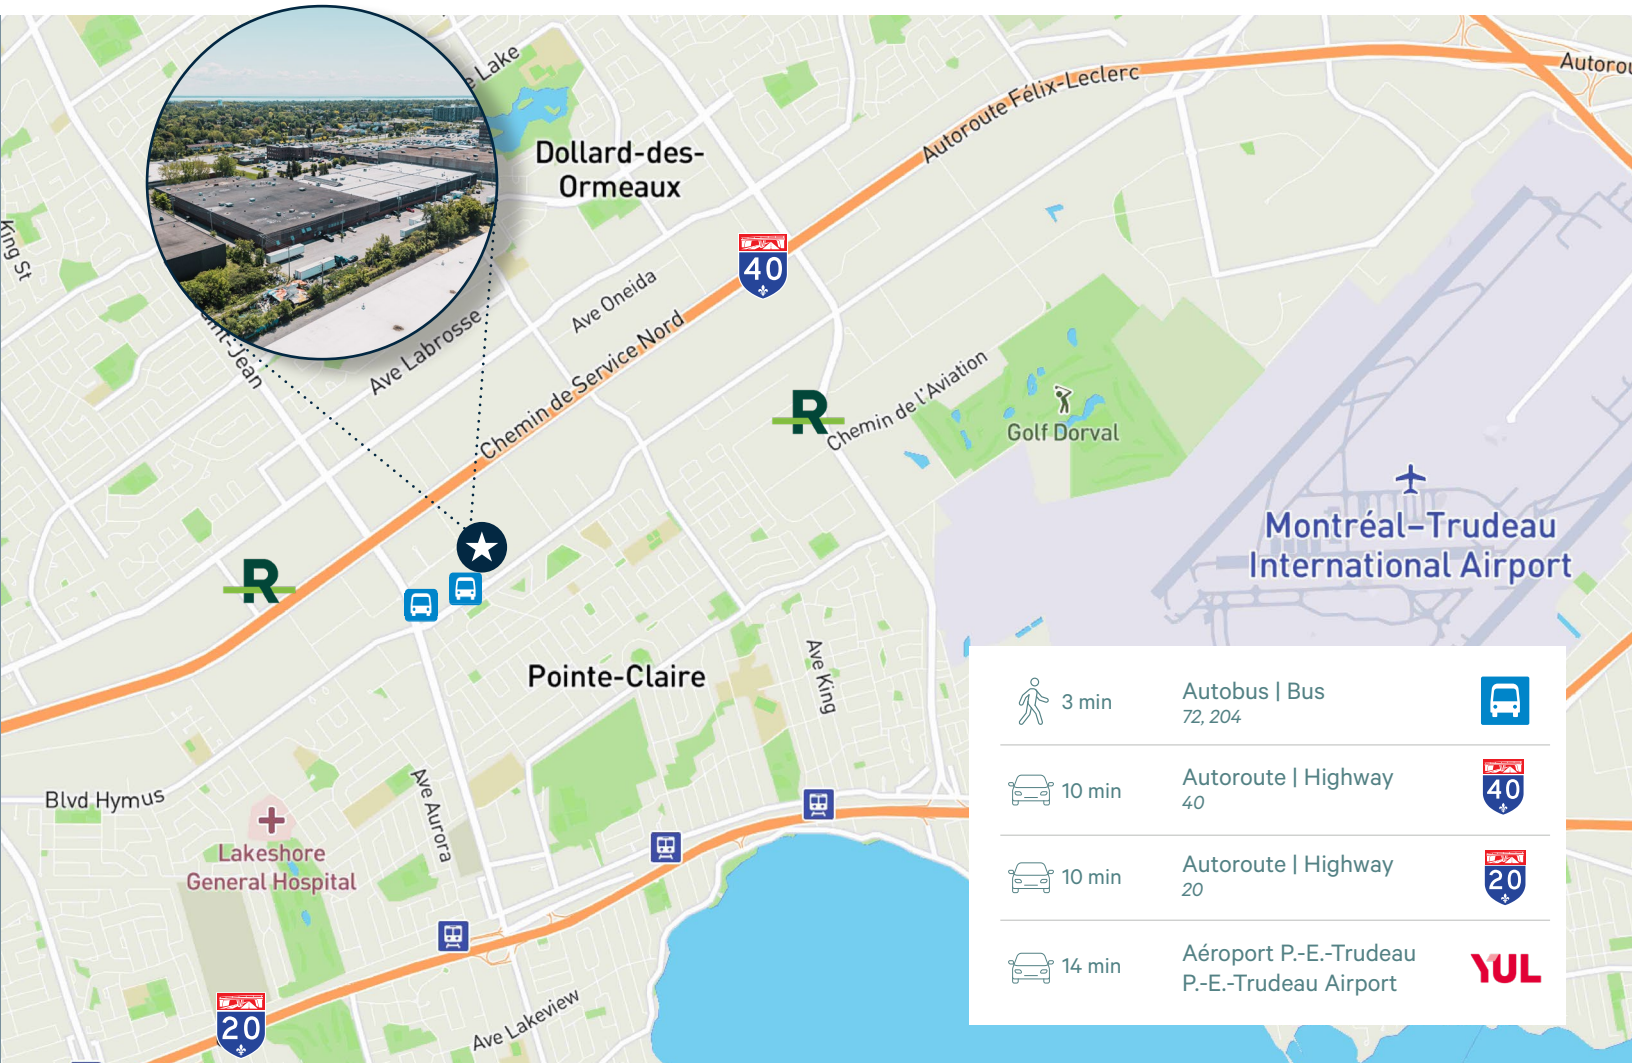 Lake
Autoroute Félix-Leclerc
Dollard-des-
Ormeaux
King St
40
Ave Oneida
Ave Labrosse
Chemin de Service Nord
Chemin de l'Aviation
Golf Dorval
R
Montréal–Trudeau
International Airport
R
Pointe-Claire
Ave King
Blvd Hymus
Ave Aurora
Lakeshore
General Hospital
20
Ave Lakeview
3 min
Autobus | Bus
72, 204
10 min
Autoroute | Highway
40
40
10 min
Autoroute | Highway
20
20
14 min
Aéroport P.-E.-Trudeau
P.-E.-Trudeau Airport
YUL